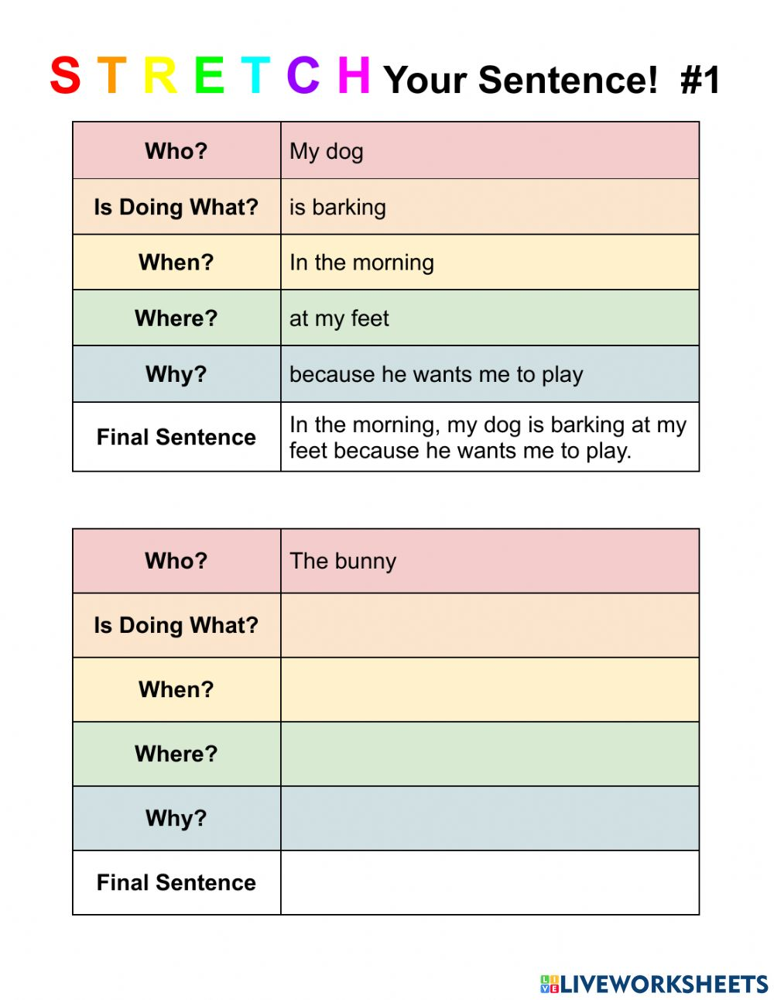 STRETCH Your Sentence! #1
Who? My dog
Is Doing What? is barking
When? In the morning
Where? at my feet
Why? because he wants me to play
Final Sentence In the morning, my dog is barking at my
feet because he wants me to play.
Who? The bunny
Is Doing What?
When?
Where?
Why?
Final Sentence
LIVE LIVEWORKSHEETS